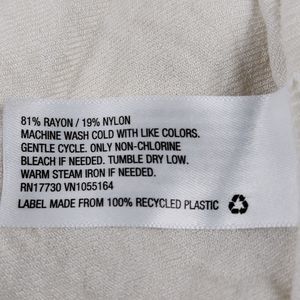 81% RAYON / 19% NYLON
MACHINE WASH COLD WITH LIKE COLORS.
GENTLE CYCLE. ONLY NON-CHLORINE
BLEACH IF NEEDED. TUMBLE DRY LOW.
WARM STEAM IRON IF NEEDED.
RN17730 VN1055164
LABEL MADE FROM 100% RECYCLED PLASTIC